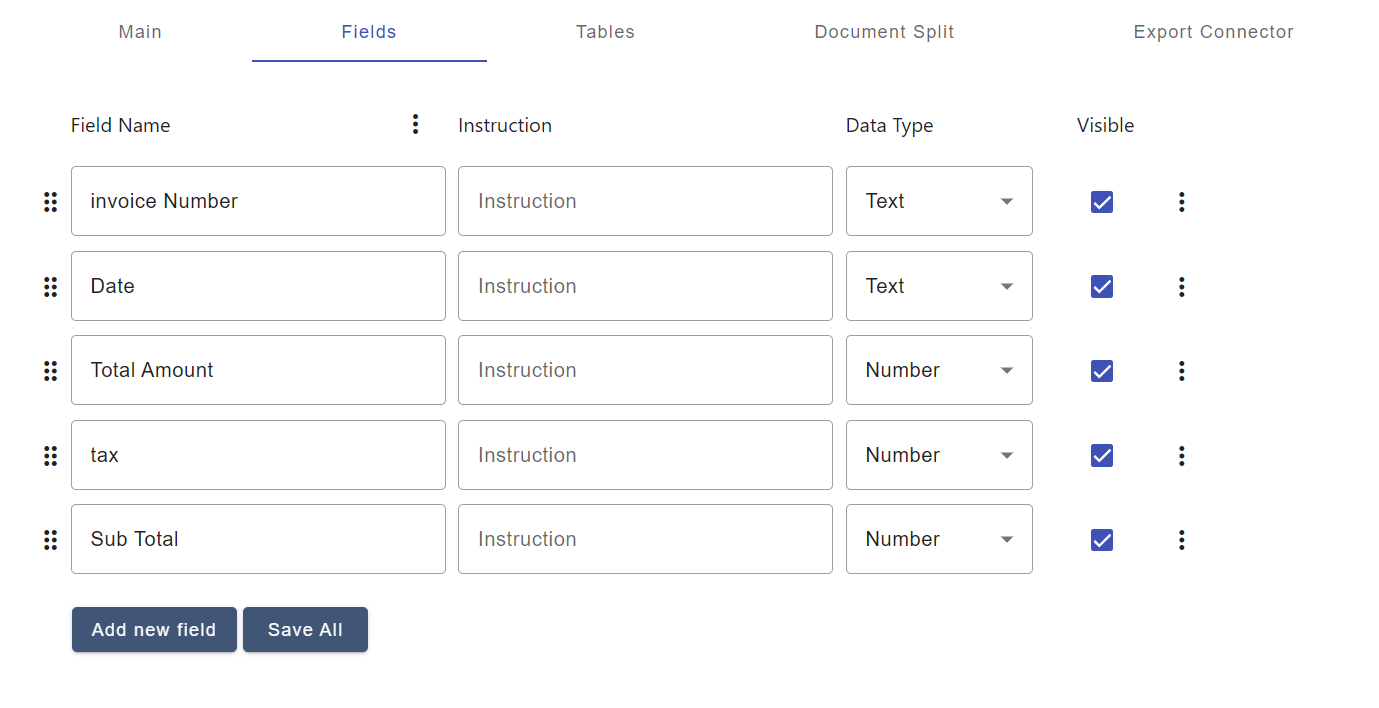 Main Fields Tables Document Split Export Connector
Field Name Instruction Data Type Visible
invoice Number Instruction Text
Date Instruction Text
Total Amount Instruction Number
tax Instruction Number
Sub Total Instruction Number
Add new field Save All